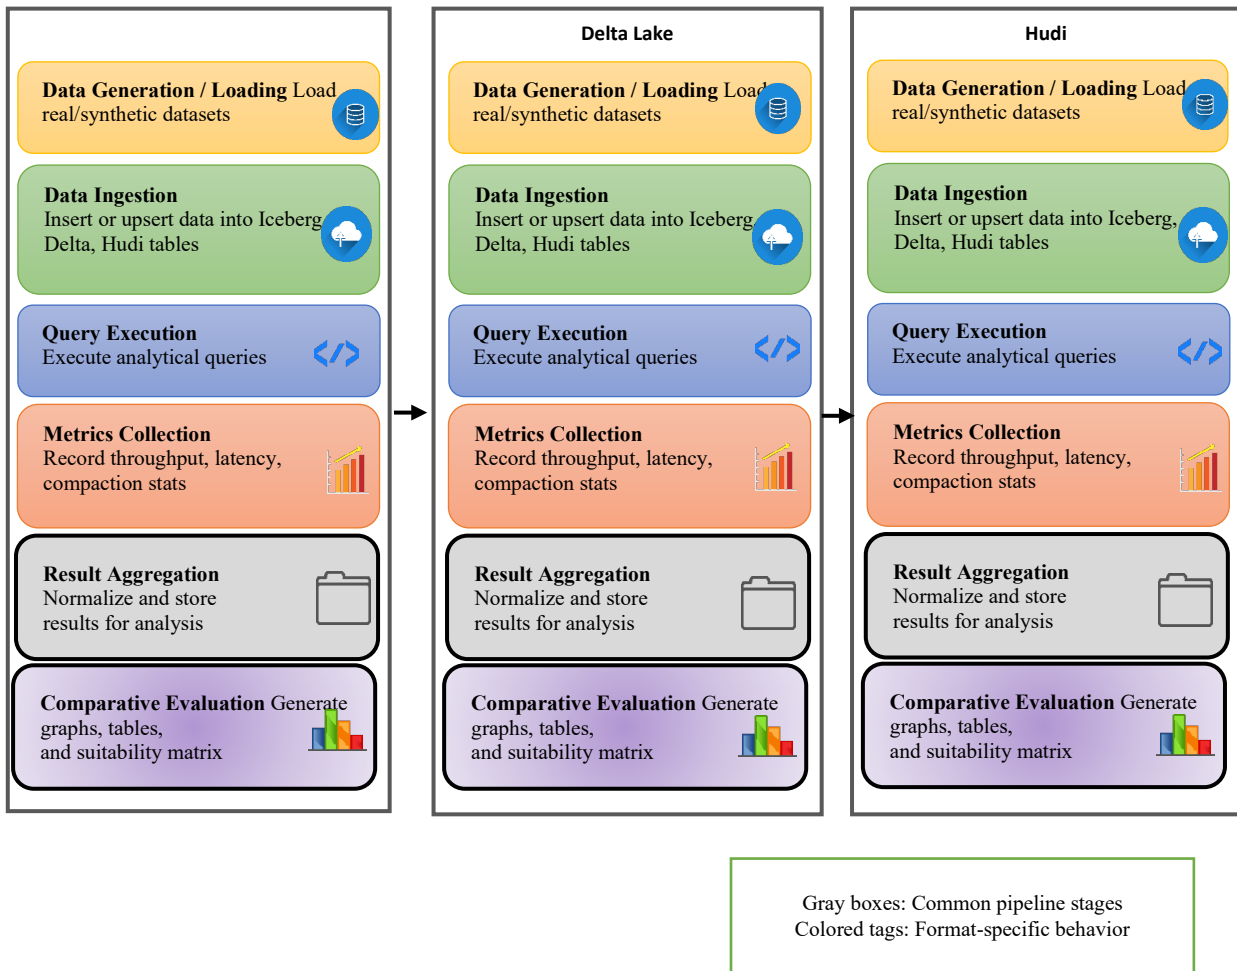 Data Generation / Loading Load
real/synthetic datasets
Data Ingestion
Insert or upsert data into Iceberg,
Delta, Hudi tables
Query Execution
Execute analytical queries
Metrics Collection
Record throughput, latency,
compaction stats
Result Aggregation
Normalize and store
results for analysis
Comparative Evaluation Generate
graphs, tables,
and suitability matrix
Delta Lake
Data Generation / Loading Load
real/synthetic datasets
Data Ingestion
Insert or upsert data into Iceberg,
Delta, Hudi tables
Query Execution
Execute analytical queries
Metrics Collection
Record throughput, latency,
compaction stats
Result Aggregation
Normalize and store
results for analysis
Comparative Evaluation Generate
graphs, tables,
and suitability matrix
Hudi
Data Generation / Loading Load
real/synthetic datasets
Data Ingestion
Insert or upsert data into Iceberg,
Delta, Hudi tables
Query Execution
Execute analytical queries
Metrics Collection
Record throughput, latency,
compaction stats
Result Aggregation
Normalize and store
results for analysis
Comparative Evaluation Generate
graphs, tables,
and suitability matrix
Gray boxes: Common pipeline stages
Colored tags: Format-specific behavior